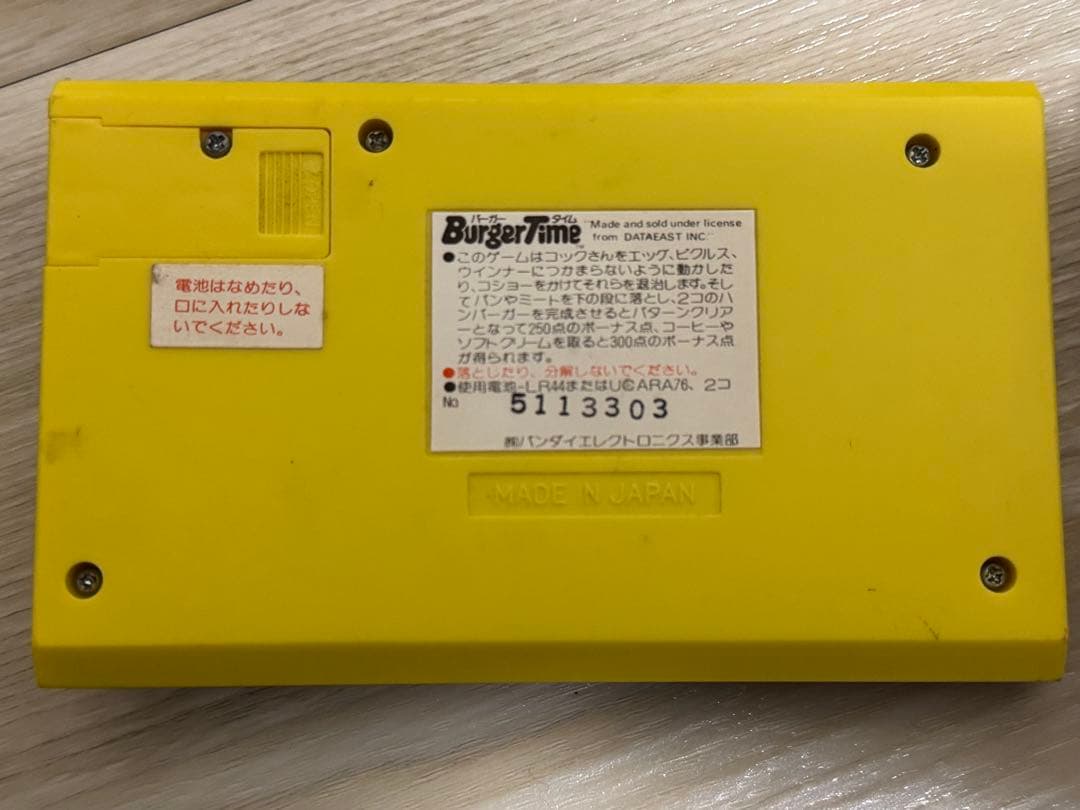 バーガー タイム
BurgerTime™ "Made and sold under license
from DATAEAST INC."
●このゲームはコックさんをエッグ、ピクルス、
ウインナーにつかまらないように動かした
り、コショーをかけてそれらを退治します。そし
てパンやミートを下の段に落とし、2コのハ
ンバーガーを完成させるとパターンクリア
ーとなって250点のボーナス点、コーヒーや
ソフトクリームを取ると300点のボーナス点
が得られます。
●落としたり、分解しないでください。
●使用電池-LR44またはUCARA76、2コ
No. 5113303
㈱バンダイエレクトロニクス事業部
電池はなめたり、
口に入れたりしな
いでください。
MADE IN JAPAN